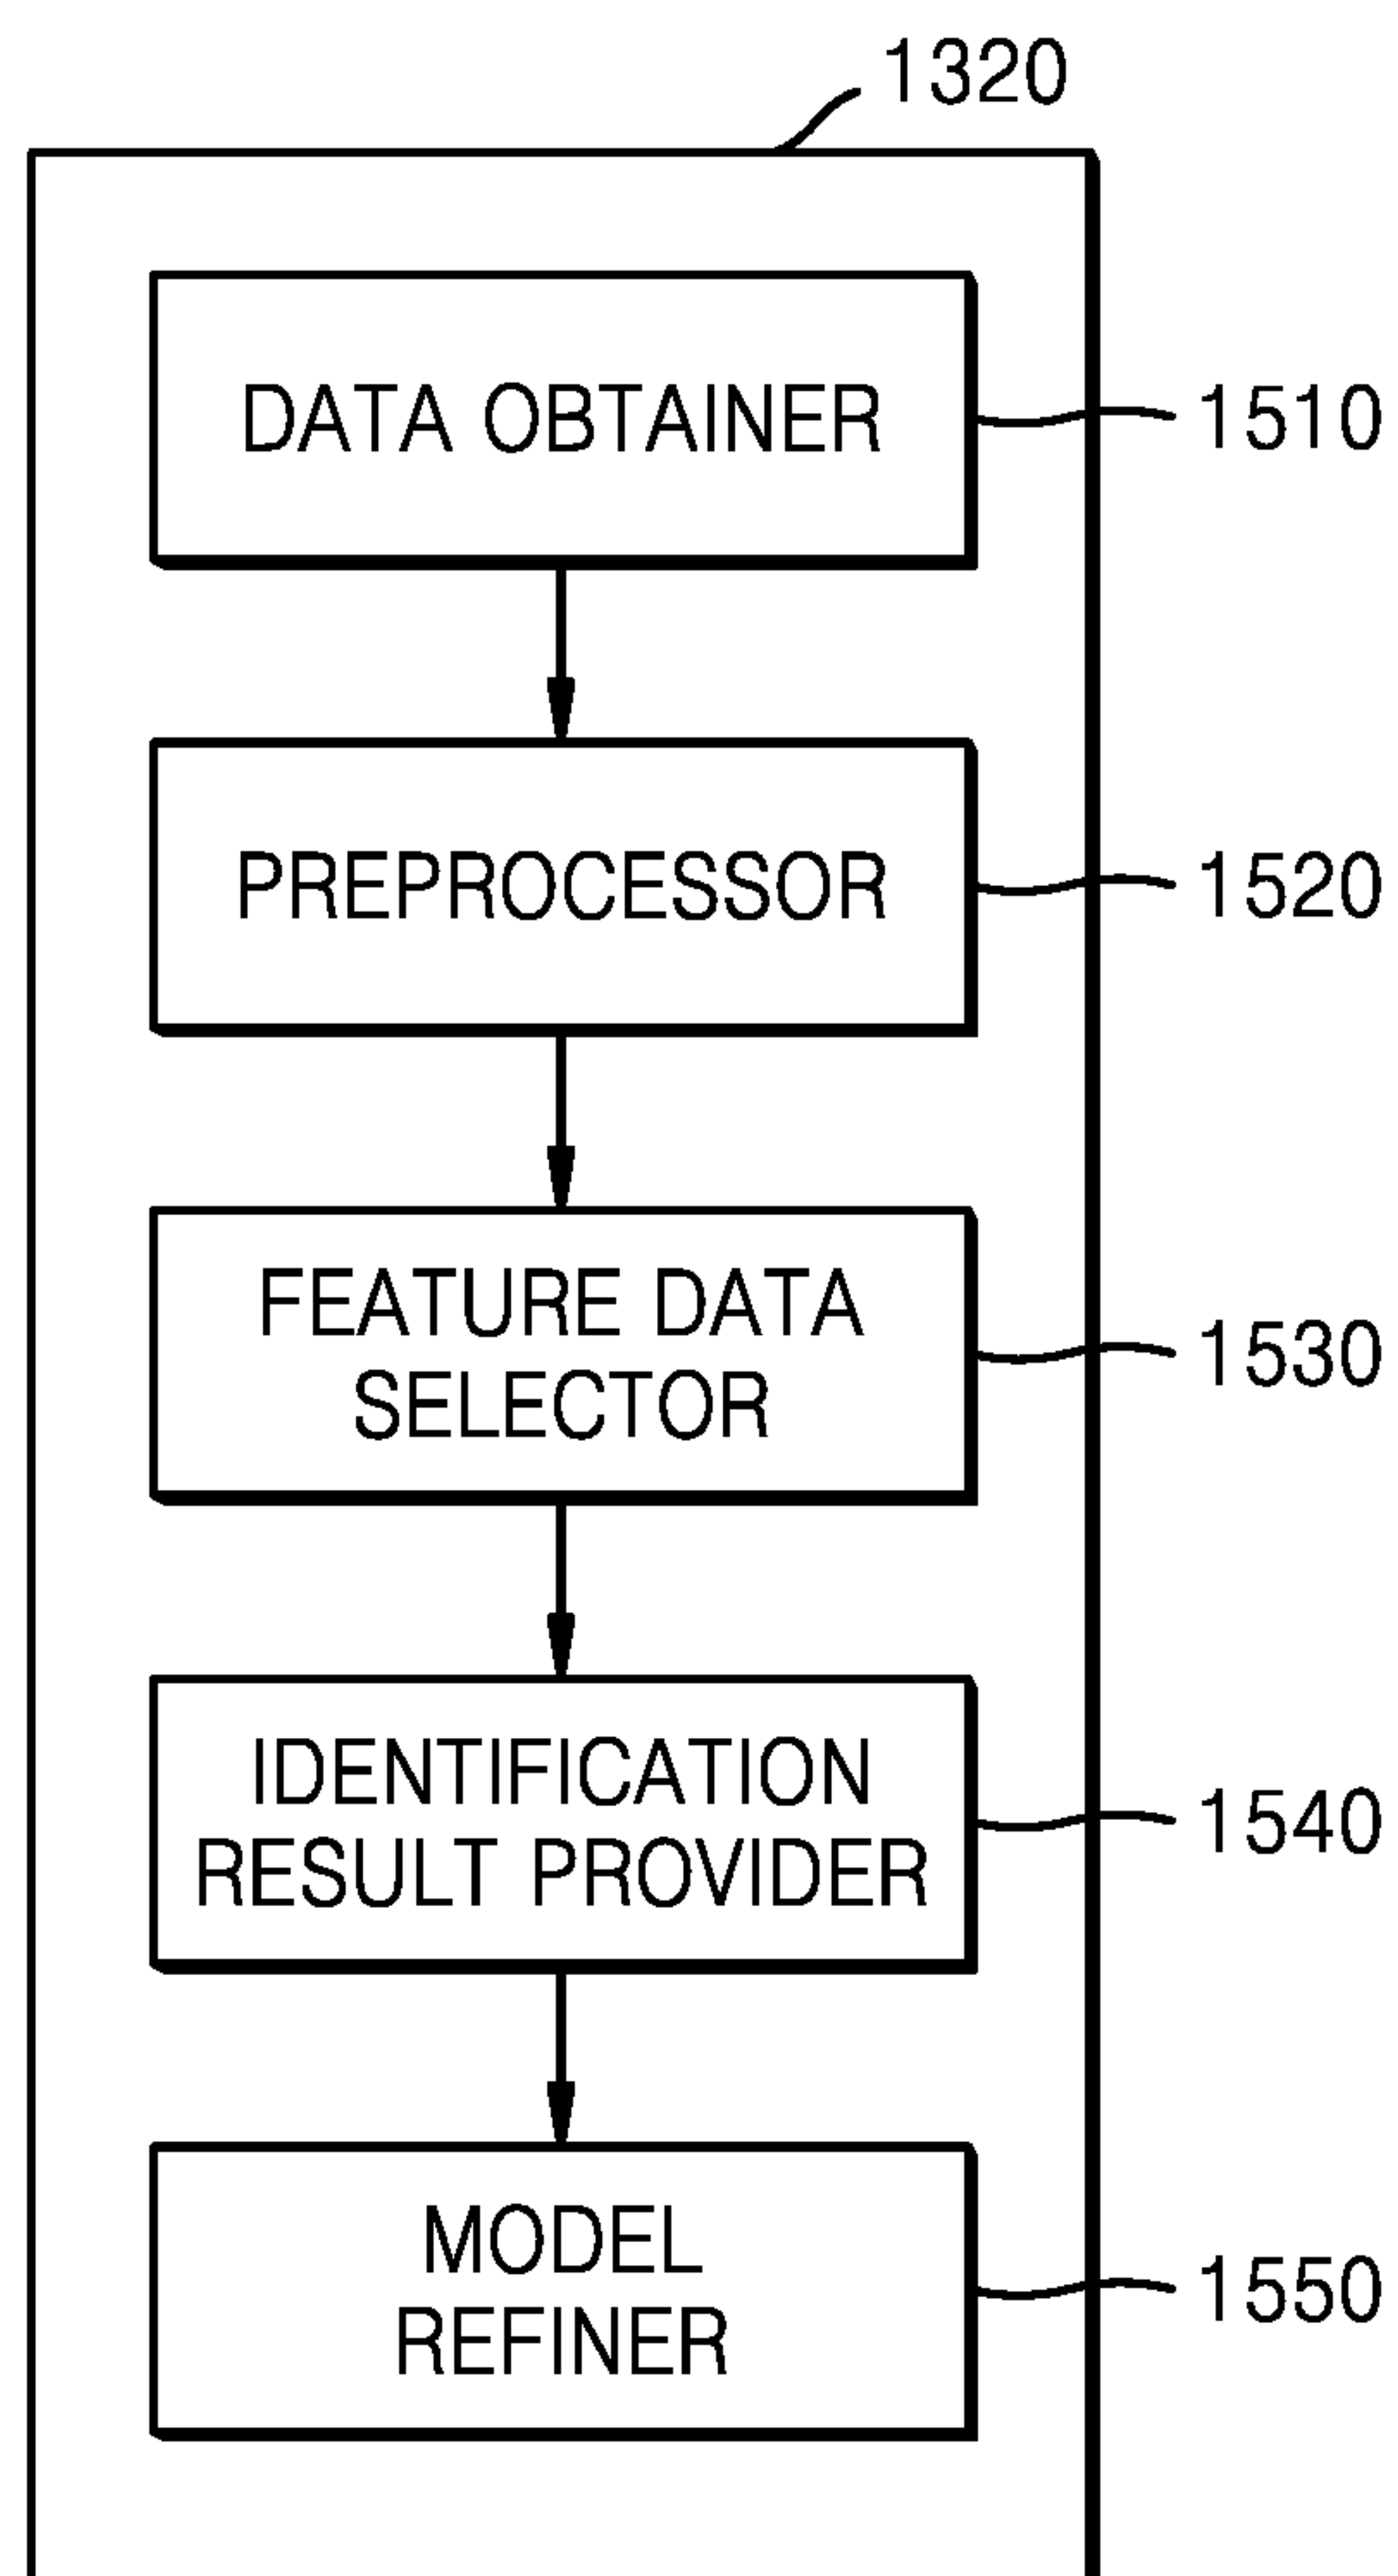 1320
DATA OBTAINER
1510
PREPROCESSOR
1520
FEATURE DATA
SELECTOR
1530
IDENTIFICATION
RESULT PROVIDER
1540
MODEL
REFINER
1550